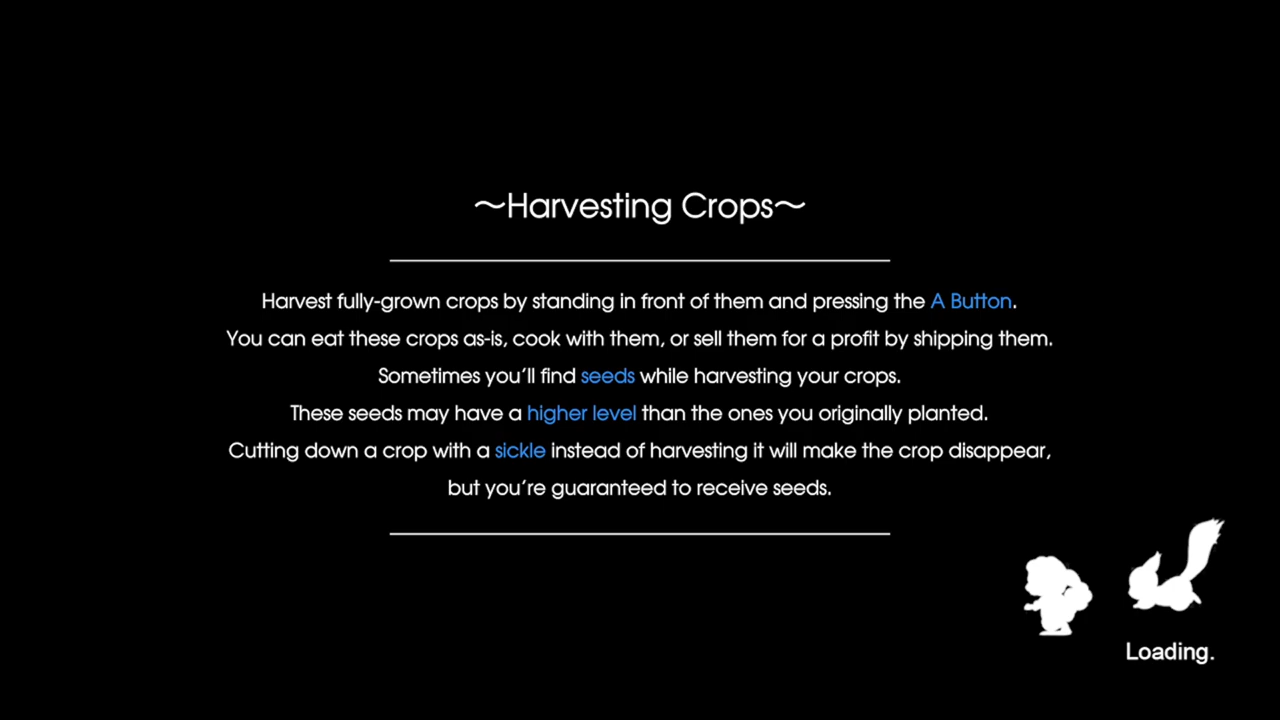 ～Harvesting Crops～
Harvest fully-grown crops by standing in front of them and pressing the A Button.
You can eat these crops as-is, cook with them, or sell them for a profit by shipping them.
Sometimes you'll find seeds while harvesting your crops.
These seeds may have a higher level than the ones you originally planted.
Cutting down a crop with a sickle instead of harvesting it will make the crop disappear,
but you're guaranteed to receive seeds.
Loading.